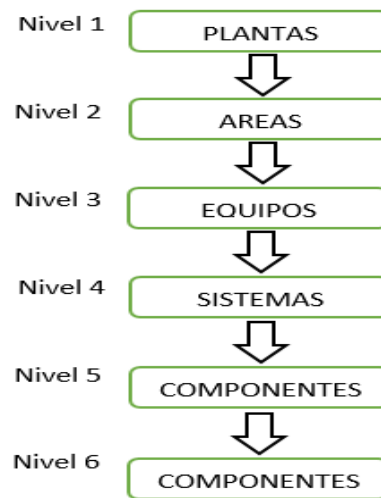 Nivel 1 PLANTAS
Nivel 2 AREAS
Nivel 3 EQUIPOS
Nivel 4 SISTEMAS
Nivel 5 COMPONENTES
Nivel 6 COMPONENTES